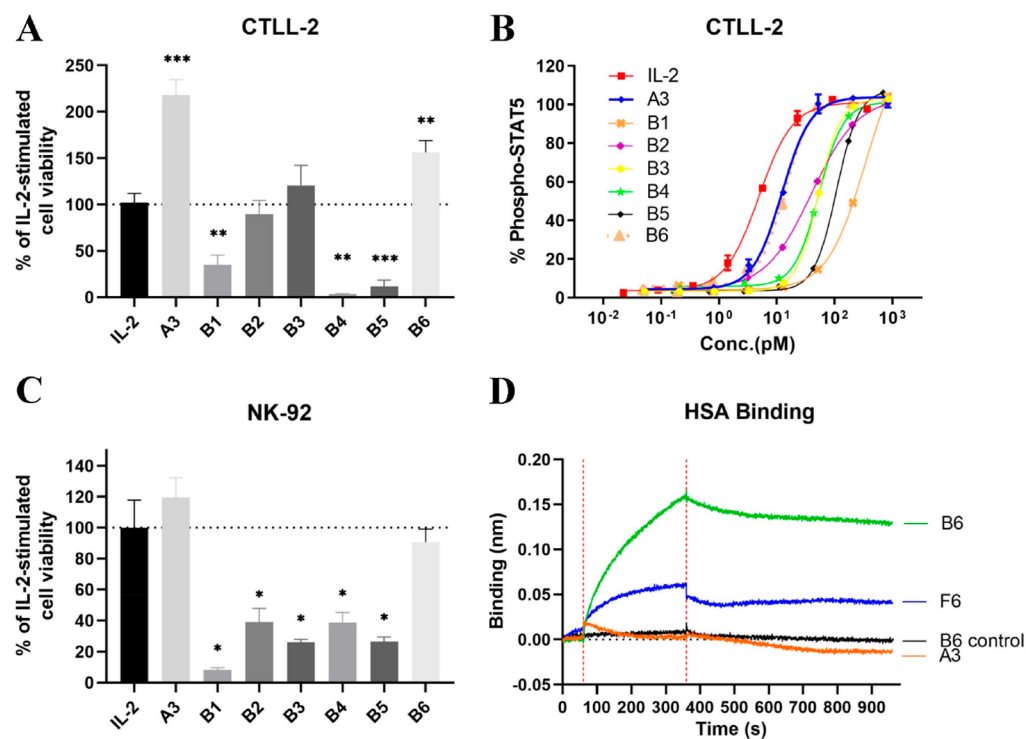 A
CTLL-2
% of IL-2-stimulated
cell viability
250
200
150
100
50
0
***
**
**
***
**
IL-2
A3
B1
B2
B3
B4
B5
B6
B
CTLL-2
% Phospho-STAT5
120
100
80
60
40
20
0
IL-2
A3
B1
B2
B3
B4
B5
B6
10-2 10-1 100 101 102 103
Conc.(pM)
C
NK-92
% of IL-2-stimulated
cell viability
140
120
100
80
60
40
20
0
*
*
*
*
*
IL-2
A3
B1
B2
B3
B4
B5
B6
D
HSA Binding
Binding (nm)
0.20
0.15
0.10
0.05
0.00
-0.05
B6
F6
B6 control
A3
0 100 200 300 400 500 600 700 800 900
Time (s)